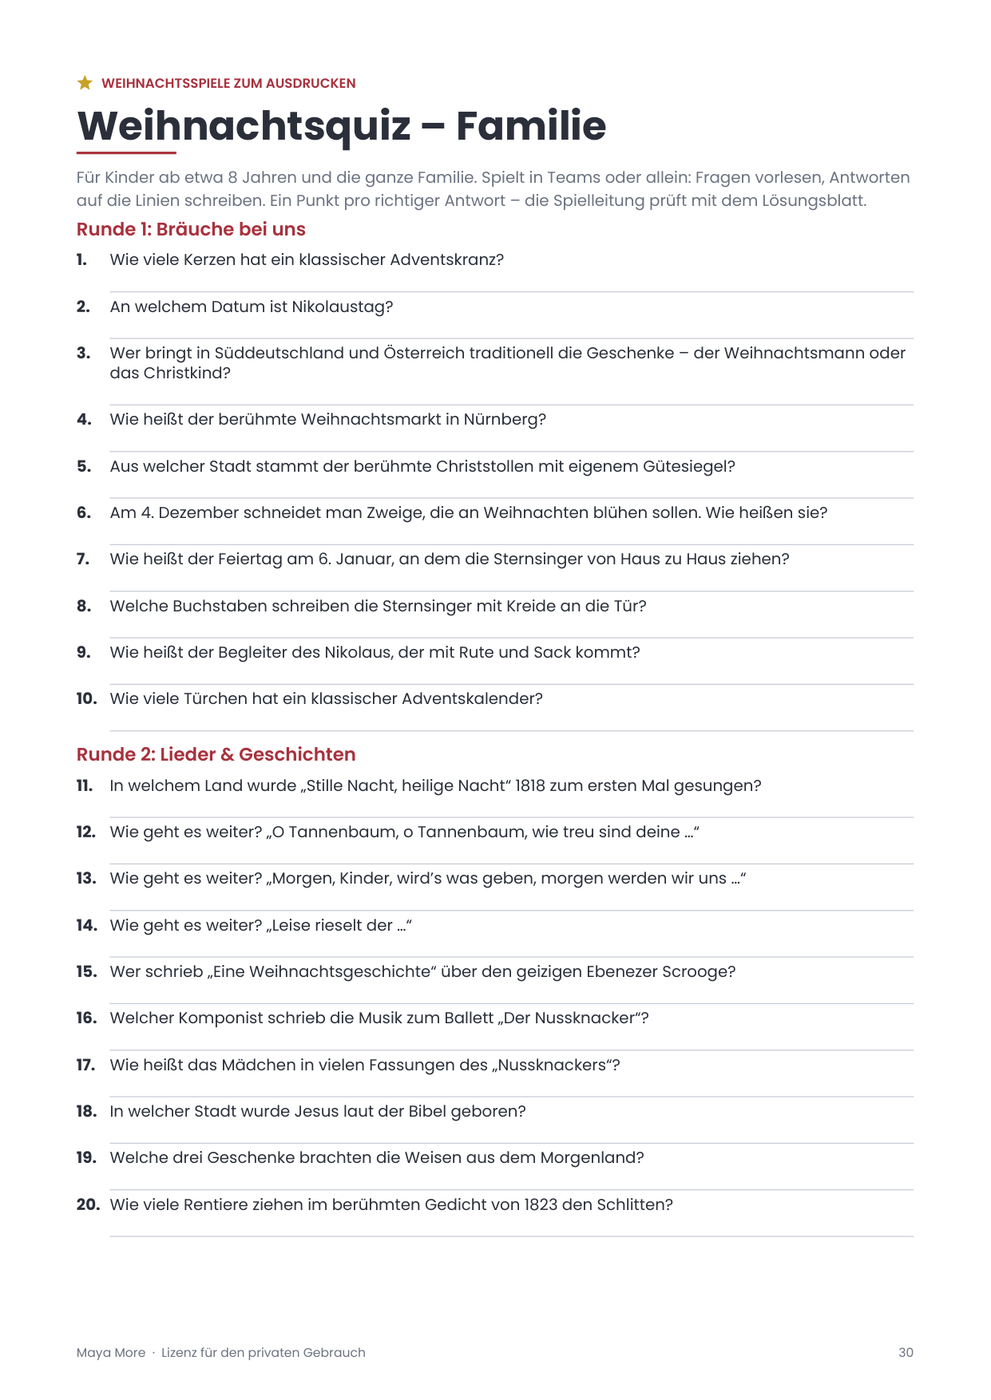 WEIHNACHTSSPIELE ZUM AUSDRUCKEN
Weihnachtsquiz – Familie
Für Kinder ab etwa 8 Jahren und die ganze Familie. Spielt in Teams oder allein: Fragen vorlesen, Antworten
auf die Linien schreiben. Ein Punkt pro richtiger Antwort – die Spielleitung prüft mit dem Lösungsblatt.
Runde 1: Bräuche bei uns
1. Wie viele Kerzen hat ein klassischer Adventskranz?
2. An welchem Datum ist Nikolaustag?
3. Wer bringt in Süddeutschland und Österreich traditionell die Geschenke – der Weihnachtsmann oder
das Christkind?
4. Wie heißt der berühmte Weihnachtsmarkt in Nürnberg?
5. Aus welcher Stadt stammt der berühmte Christstollen mit eigenem Gütesiegel?
6. Am 4. Dezember schneidet man Zweige, die an Weihnachten blühen sollen. Wie heißen sie?
7. Wie heißt der Feiertag am 6. Januar, an dem die Sternsinger von Haus zu Haus ziehen?
8. Welche Buchstaben schreiben die Sternsinger mit Kreide an die Tür?
9. Wie heißt der Begleiter des Nikolaus, der mit Rute und Sack kommt?
10. Wie viele Türchen hat ein klassischer Adventskalender?
Runde 2: Lieder & Geschichten
11. In welchem Land wurde „Stille Nacht, heilige Nacht“ 1818 zum ersten Mal gesungen?
12. Wie geht es weiter? „O Tannenbaum, o Tannenbaum, wie treu sind deine …“
13. Wie geht es weiter? „Morgen, Kinder, wird’s was geben, morgen werden wir uns …“
14. Wie geht es weiter? „Leise rieselt der …“
15. Wer schrieb „Eine Weihnachtsgeschichte“ über den geizigen Ebenezer Scrooge?
16. Welcher Komponist schrieb die Musik zum Ballett „Der Nussknacker“?
17. Wie heißt das Mädchen in vielen Fassungen des „Nussknackers“?
18. In welcher Stadt wurde Jesus laut der Bibel geboren?
19. Welche drei Geschenke brachten die Weisen aus dem Morgenland?
20. Wie viele Rentiere ziehen im berühmten Gedicht von 1823 den Schlitten?
Maya More · Lizenz für den privaten Gebrauch 30